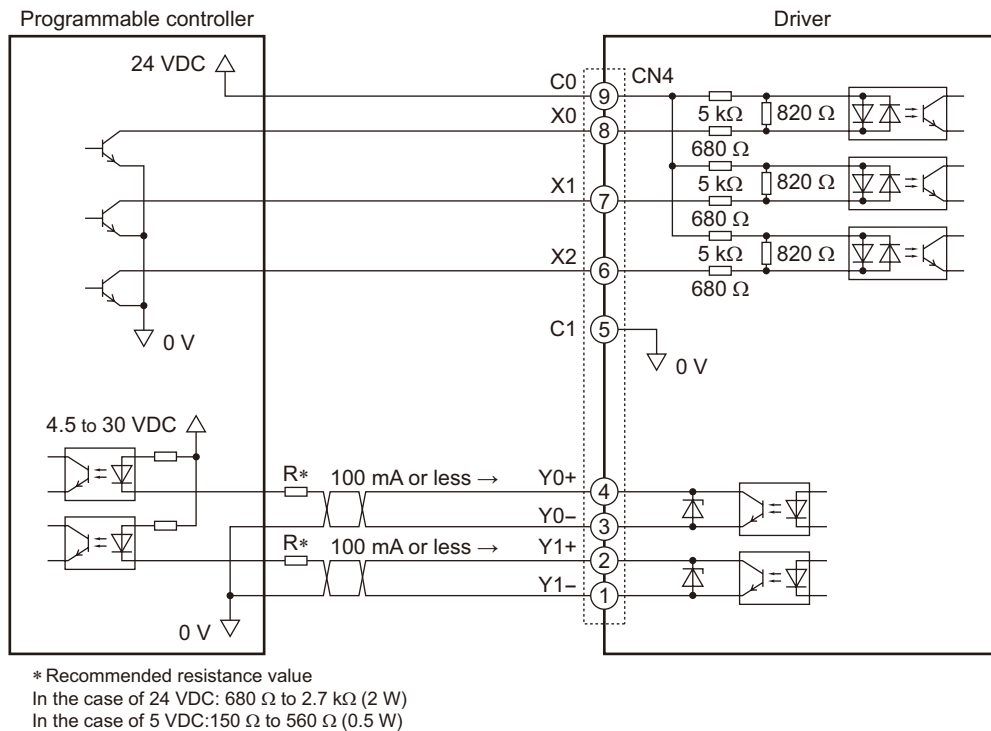 Programmable controller
Driver
24 VDC
C0
9
CN4
X0
8
5 kΩ
820 Ω
680 Ω
X1
7
5 kΩ
820 Ω
680 Ω
X2
6
5 kΩ
820 Ω
680 Ω
0 V
C1
5
0 V
4.5 to 30 VDC
R*
100 mA or less →
Y0+
4
Y0–
3
R*
100 mA or less →
Y1+
2
Y1–
1
0 V
* Recommended resistance value
In the case of 24 VDC: 680 Ω to 2.7 kΩ (2 W)
In the case of 5 VDC:150 Ω to 560 Ω (0.5 W)